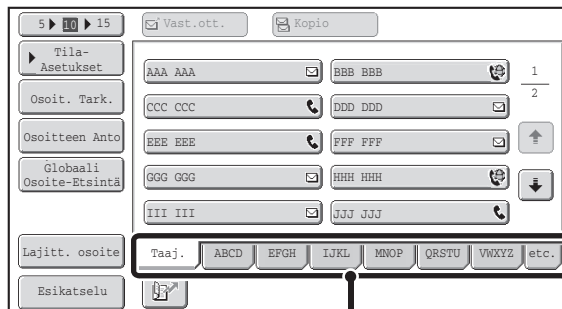 5 10 15
Vast.ott.
Kopio
Tila-
Asetukset
Osoit. Tark.
Osoitteen Anto
Globaali
Osoite-Etsintä
Lajitt. osoite
Esikatselu
AAA AAA
BBB BBB
CCC CCC
DDD DDD
EEE EEE
FFF FFF
GGG GGG
HHH HHH
III III
JJJ JJJ
1
2
Taaj. ABCD EFGH IJKL MNOP QRSTU VWXYZ etc.